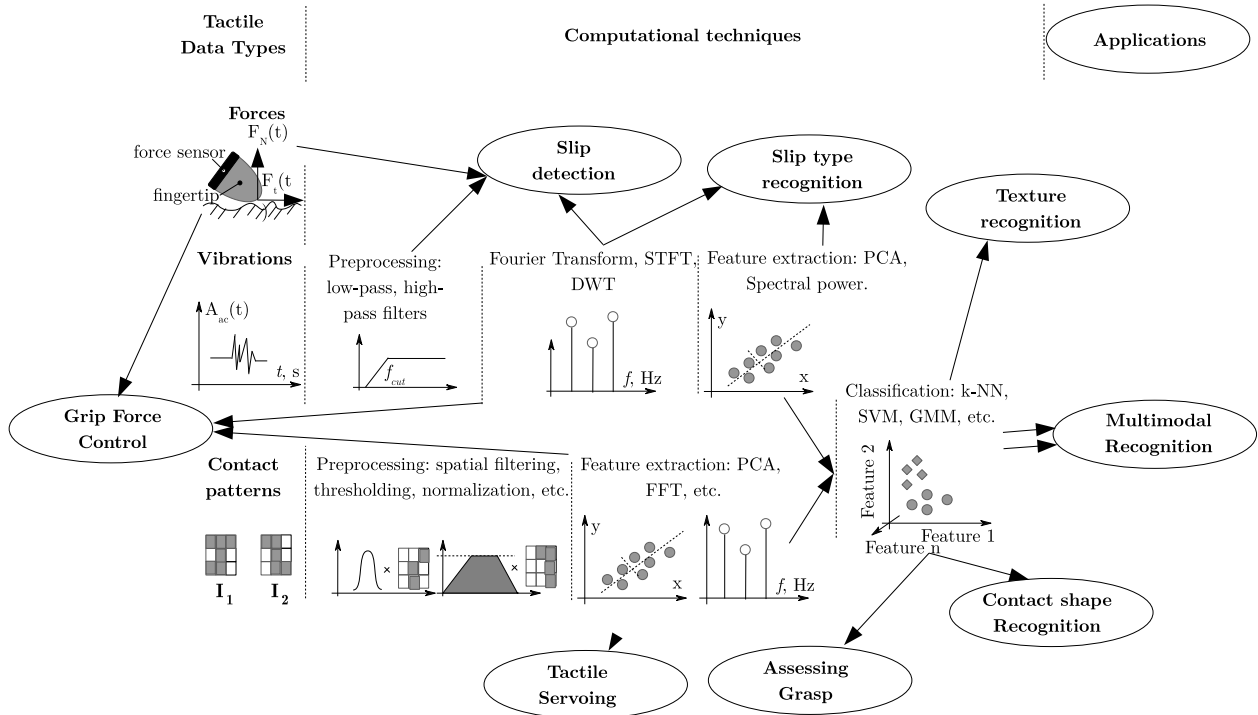 Tactile
Data Types
Computational techniques
Applications
Forces
F_N(t)
force sensor
F_t(t
fingertip
)
Slip
detection
Slip type
recognition
Texture
recognition
Vibrations
A_ac(t)
t, s
Preprocessing:
low-pass, high-
pass filters
f_cut
Fourier Transform, STFT,
DWT
f, Hz
Feature extraction: PCA,
Spectral power.
y
x
Grip Force
Control
Classification: k-NN,
SVM, GMM, etc.
Feature 2
Feature 1
Feature n
Multimodal
Recognition
Contact
patterns
I_1
I_2
Preprocessing: spatial filtering,
thresholding, normalization, etc.
×
×
Feature extraction: PCA,
FFT, etc.
y
x
f, Hz
Contact shape
Recognition
Tactile
Servoing
Assessing
Grasp